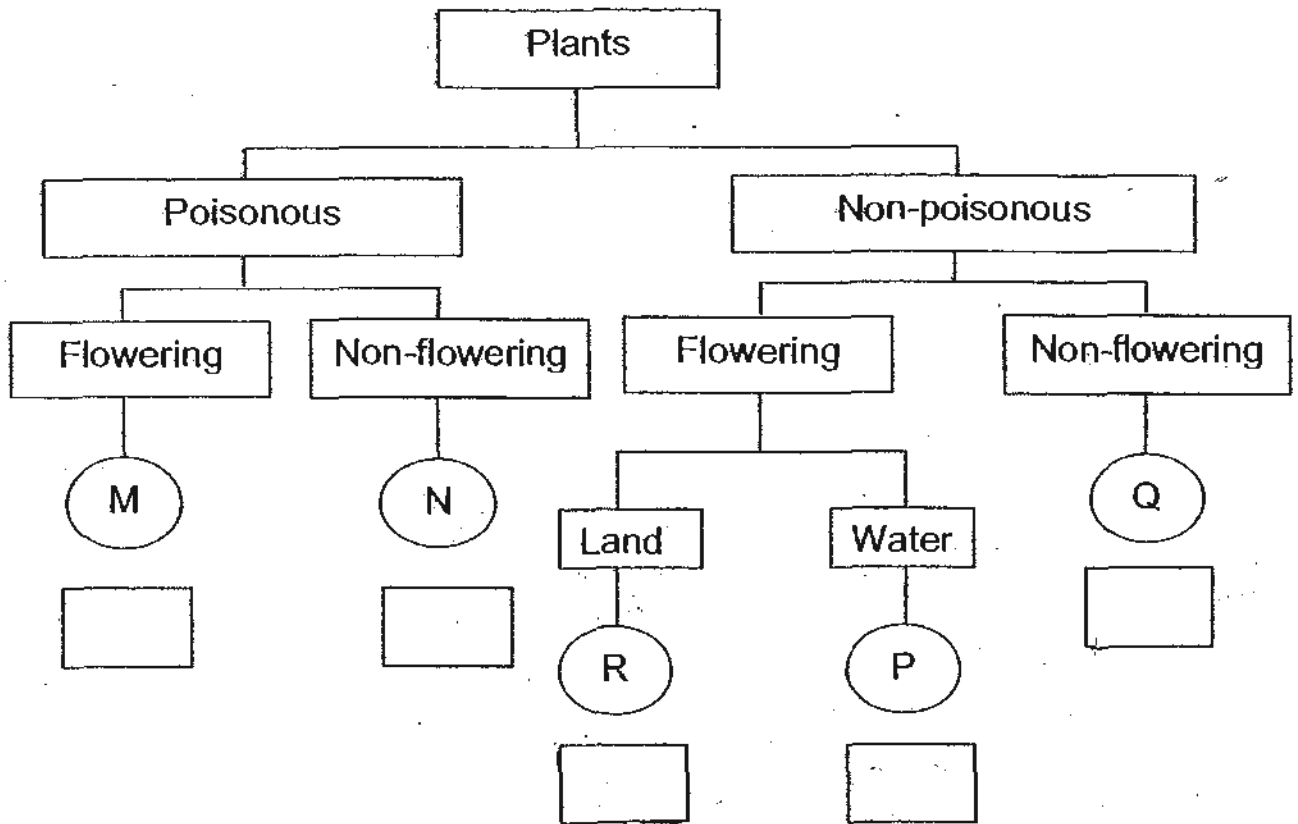 Plants
Poisonous
Non-poisonous
Flowering
Non-flowering
Flowering
Non-flowering
M
N
Land
Water
Q
R
P